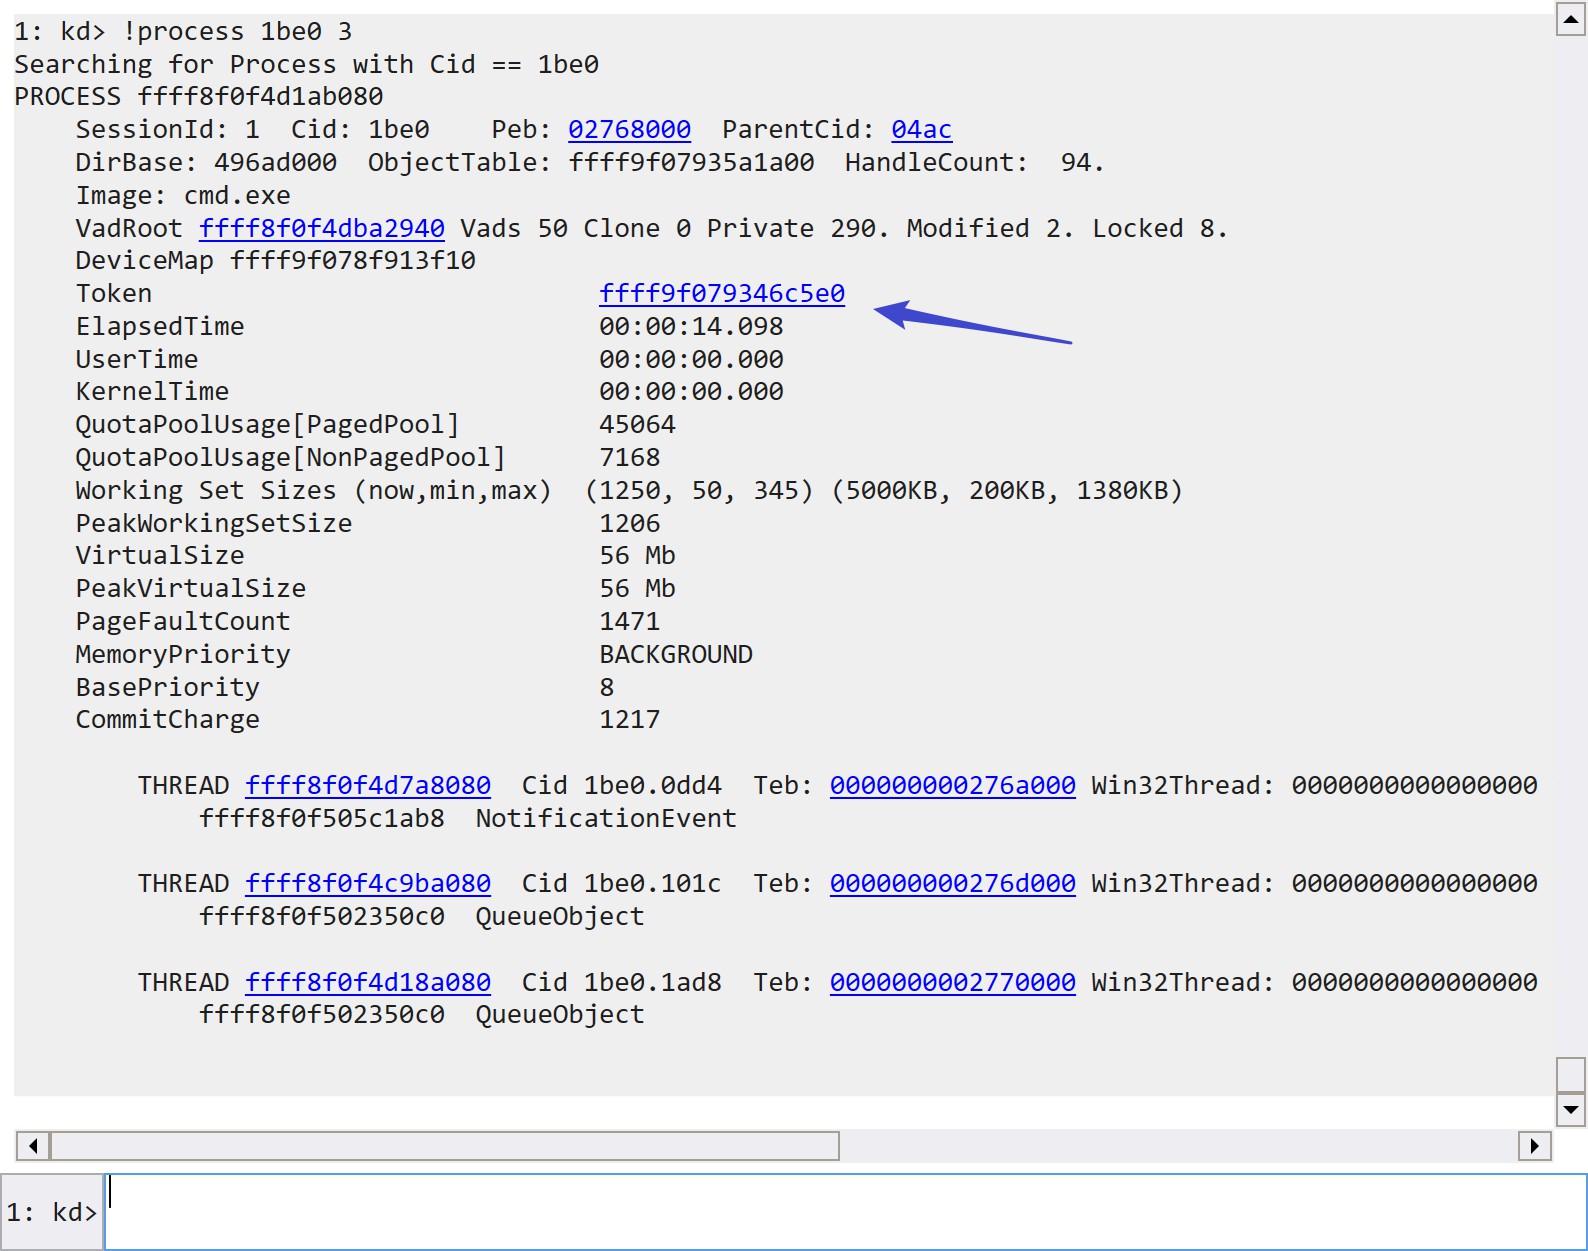 1: kd> !process 1be0 3
Searching for Process with Cid == 1be0
PROCESS ffff8f0f4d1ab080
    SessionId: 1  Cid: 1be0    Peb: 02768000  ParentCid: 04ac
    DirBase: 496ad000  ObjectTable: ffff9f07935a1a00  HandleCount:  94.
    Image: cmd.exe
    VadRoot ffff8f0f4dba2940 Vads 50 Clone 0 Private 290. Modified 2. Locked 8.
    DeviceMap ffff9f078f913f10
    Token                             ffff9f079346c5e0
    ElapsedTime                       00:00:14.098
    UserTime                          00:00:00.000
    KernelTime                        00:00:00.000
    QuotaPoolUsage[PagedPool]         45064
    QuotaPoolUsage[NonPagedPool]      7168
    Working Set Sizes (now,min,max)  (1250, 50, 345) (5000KB, 200KB, 1380KB)
    PeakWorkingSetSize                1206
    VirtualSize                       56 Mb
    PeakVirtualSize                   56 Mb
    PageFaultCount                    1471
    MemoryPriority                    BACKGROUND
    BasePriority                      8
    CommitCharge                      1217
        THREAD ffff8f0f4d7a8080  Cid 1be0.0dd4  Teb: 000000000276a000 Win32Thread: 0000000000000000
            ffff8f0f505c1ab8  NotificationEvent
        THREAD ffff8f0f4c9ba080  Cid 1be0.101c  Teb: 000000000276d000 Win32Thread: 0000000000000000
            ffff8f0f502350c0  QueueObject
        THREAD ffff8f0f4d18a080  Cid 1be0.1ad8  Teb: 0000000002770000 Win32Thread: 0000000000000000
            ffff8f0f502350c0  QueueObject
1: kd>